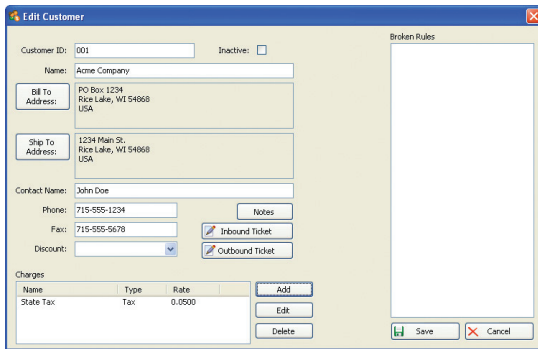 Edit Customer
Customer ID: 001 Inactive:
Name: Acme Company
Bill To
Address:
PO Box 1234
Rice Lake, WI 54868
USA
Ship To
Address:
1234 Main St.
Rice Lake, WI 54868
USA
Contact Name: John Doe
Phone: 715-555-1234 Notes
Fax: 715-555-5678 Inbound Ticket
Discount: Outbound Ticket
Charges
Name Type Rate
State Tax Tax 0.0500
Add
Edit
Delete
Broken Rules
Save Cancel